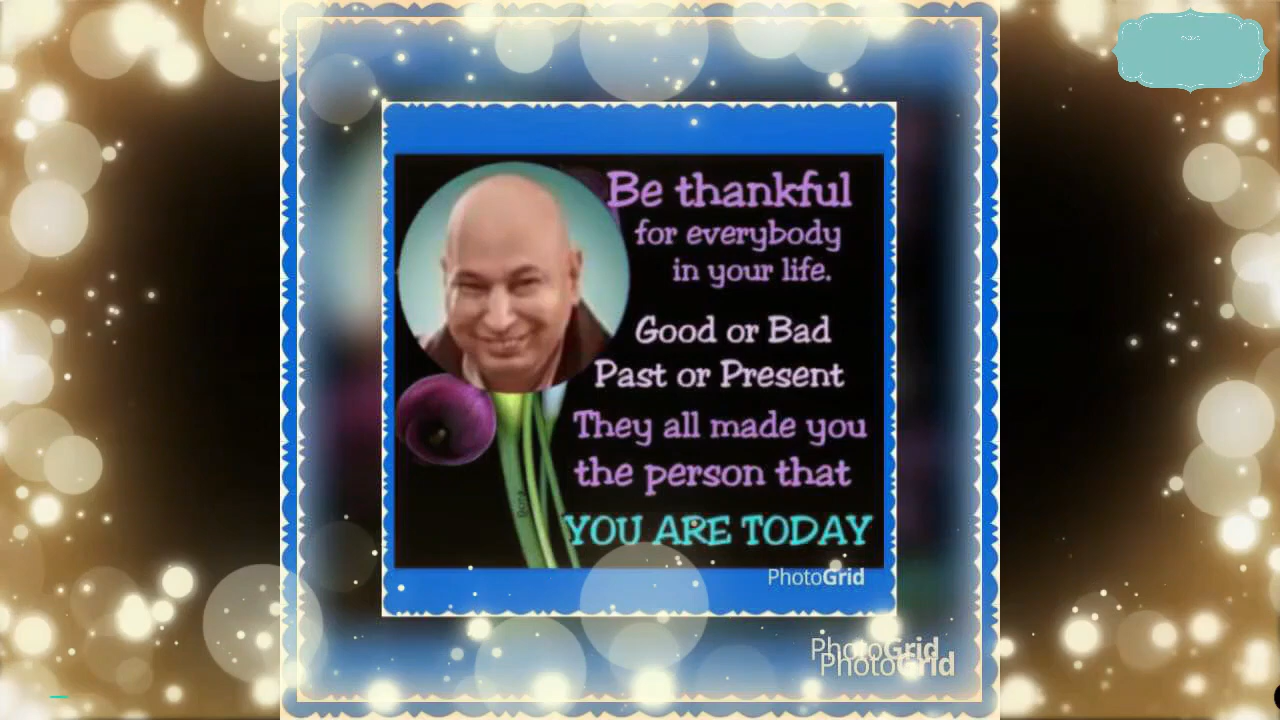 Be thankful
for everybody
in your life.
Good or Bad
Past or Present
They all made you
the person that
YOU ARE TODAY
PhotoGrid
PhotoGrid
PhotoGrid